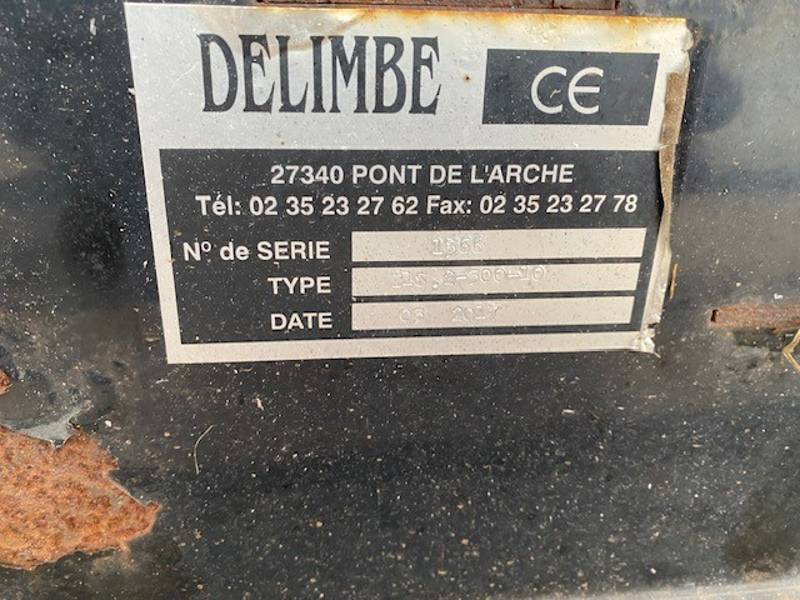 DELIMBE
CE
27340 PONT DE L'ARCHE
Tél: 02 35 23 27 62 Fax: 02 35 23 27 78
N° de SERIE
TYPE
DATE 2017